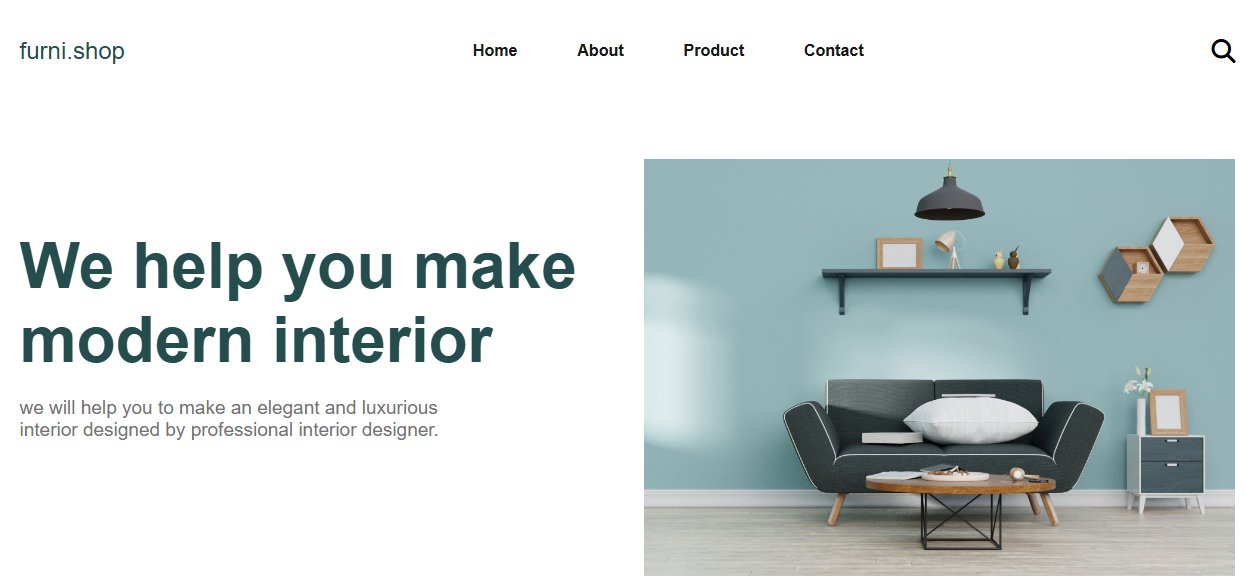 furni.shop
Home About Product Contact
We help you make
modern interior
we will help you to make an elegant and luxurious
interior designed by professional interior designer.